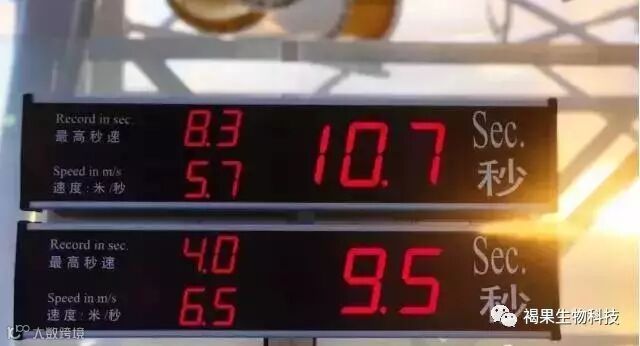 Record in sec. 8.3
最高秒速
Speed in m/s 5.7
速度:米/秒
10.7 Sec.
秒
Record in sec. 4.0
最高秒速
Speed in m/s 6.5
速度:米/秒
9.5 Sec.
秒
大数跨境
褐果生物科技